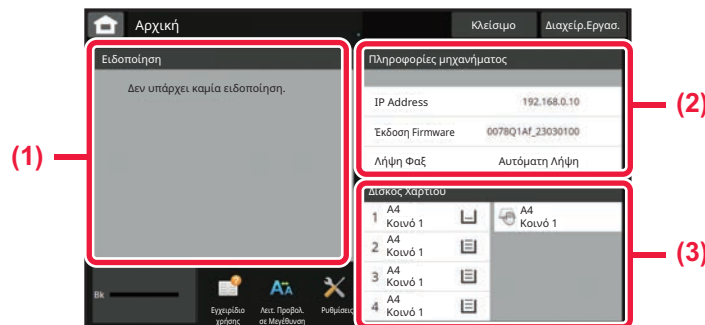 Αρχική
Κλείσιμο
Διαχείρ.Εργασ.
Ειδοποίηση
Δεν υπάρχει καμία ειδοποίηση.
(1)
Πληροφορίες μηχανήματος
IP Address 192.168.0.10
Έκδοση Firmware 0078Q1Af_23030100
Λήψη Φαξ Αυτόματη Λήψη
(2)
Δίσκος Χαρτιού
1 A4
Κοινό 1
A4
Κοινό 1
2 A4
Κοινό 1
3 A4
Κοινό 1
4 A4
Κοινό 1
(3)
Bk
Εγχειρίδιο
χρήσης
Λειτ. Προβολ.
σε Μεγέθυνση
Ρυθμίσεις